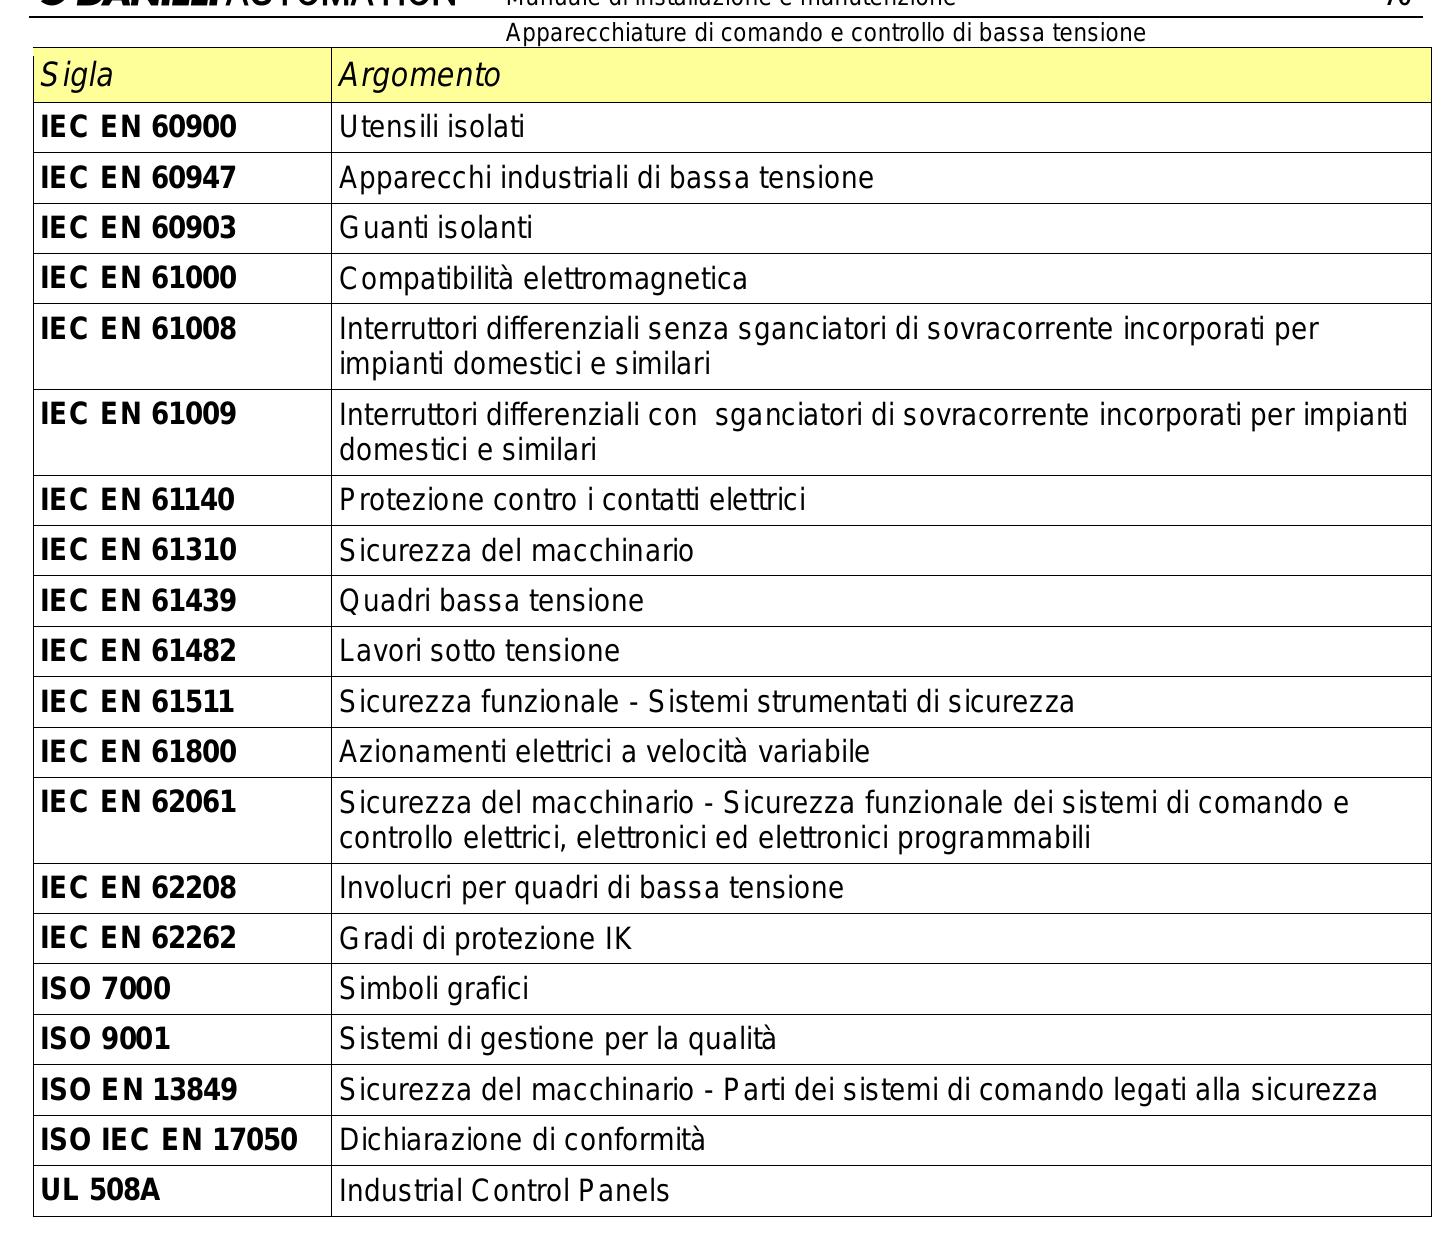 DANIELI AUTOMATION Manuale di installazione e manutenzione
Apparecchiature di comando e controllo di bassa tensione
Sigla Argomento
IEC EN 60900 Utensili isolati
IEC EN 60947 Apparecchi industriali di bassa tensione
IEC EN 60903 Guanti isolanti
IEC EN 61000 Compatibilità elettromagnetica
IEC EN 61008 Interruttori differenziali senza sganciatori di sovracorrente incorporati per
impianti domestici e similari
IEC EN 61009 Interruttori differenziali con  sganciatori di sovracorrente incorporati per impianti
domestici e similari
IEC EN 61140 Protezione contro i contatti elettrici
IEC EN 61310 Sicurezza del macchinario
IEC EN 61439 Quadri bassa tensione
IEC EN 61482 Lavori sotto tensione
IEC EN 61511 Sicurezza funzionale - Sistemi strumentati di sicurezza
IEC EN 61800 Azionamenti elettrici a velocità variabile
IEC EN 62061 Sicurezza del macchinario - Sicurezza funzionale dei sistemi di comando e
controllo elettrici, elettronici ed elettronici programmabili
IEC EN 62208 Involucri per quadri di bassa tensione
IEC EN 62262 Gradi di protezione IK
ISO 7000 Simboli grafici
ISO 9001 Sistemi di gestione per la qualità
ISO EN 13849 Sicurezza del macchinario - Parti dei sistemi di comando legati alla sicurezza
ISO IEC EN 17050 Dichiarazione di conformità
UL 508A Industrial Control Panels